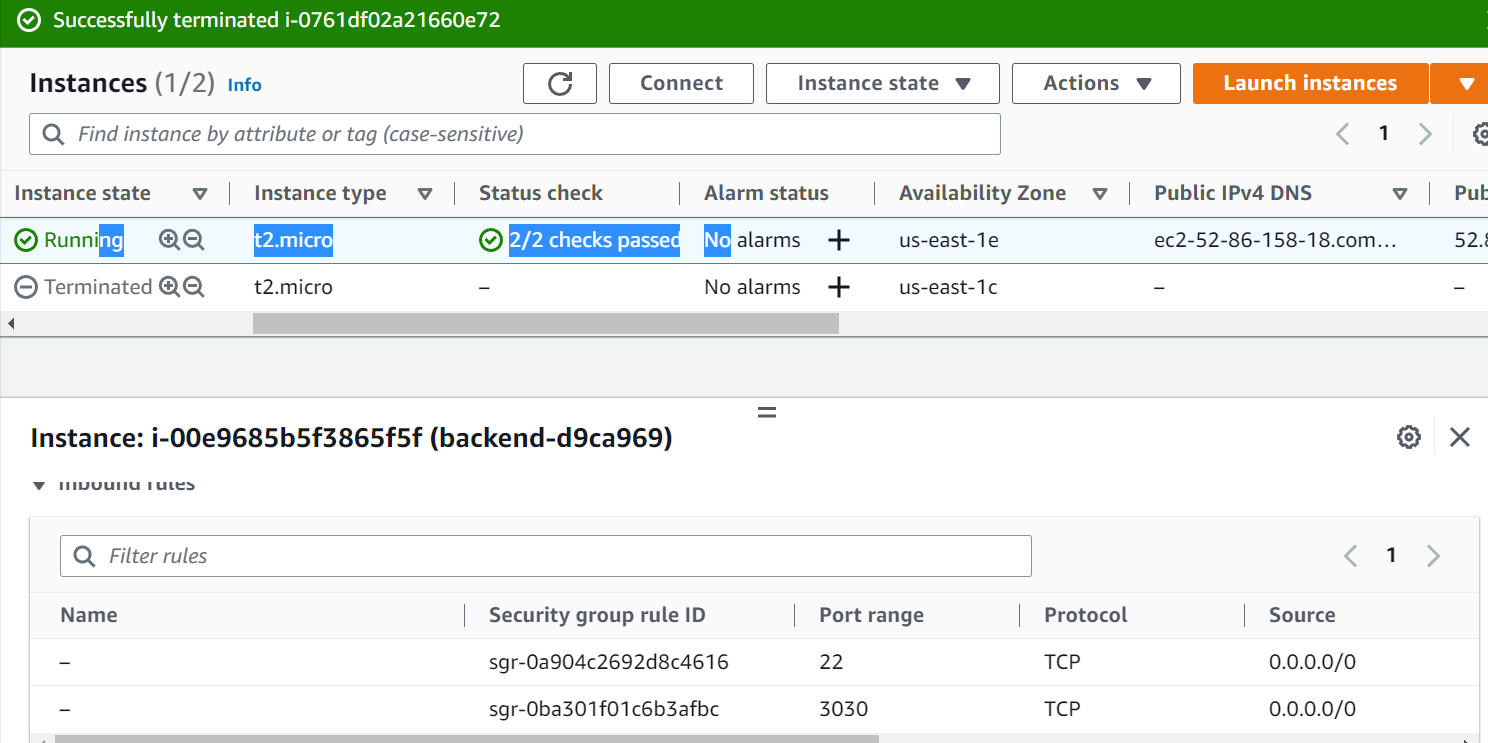 Successfully terminated i-0761df02a21660e72
Instances (1/2) Info Connect Instance state Actions Launch instances
Find instance by attribute or tag (case-sensitive) 1
Instance state Instance type Status check Alarm status Availability Zone Public IPv4 DNS Pub
Running t2.micro 2/2 checks passed No alarms + us-east-1e ec2-52-86-158-18.com… 52.8
Terminated t2.micro – No alarms + us-east-1c – –
Instance: i-00e9685b5f3865f5f (backend-d9ca969)
Inbound rules
Filter rules 1
Name Security group rule ID Port range Protocol Source
– sgr-0a904c2692d8c4616 22 TCP 0.0.0.0/0
– sgr-0ba301f01c6b3afbc 3030 TCP 0.0.0.0/0